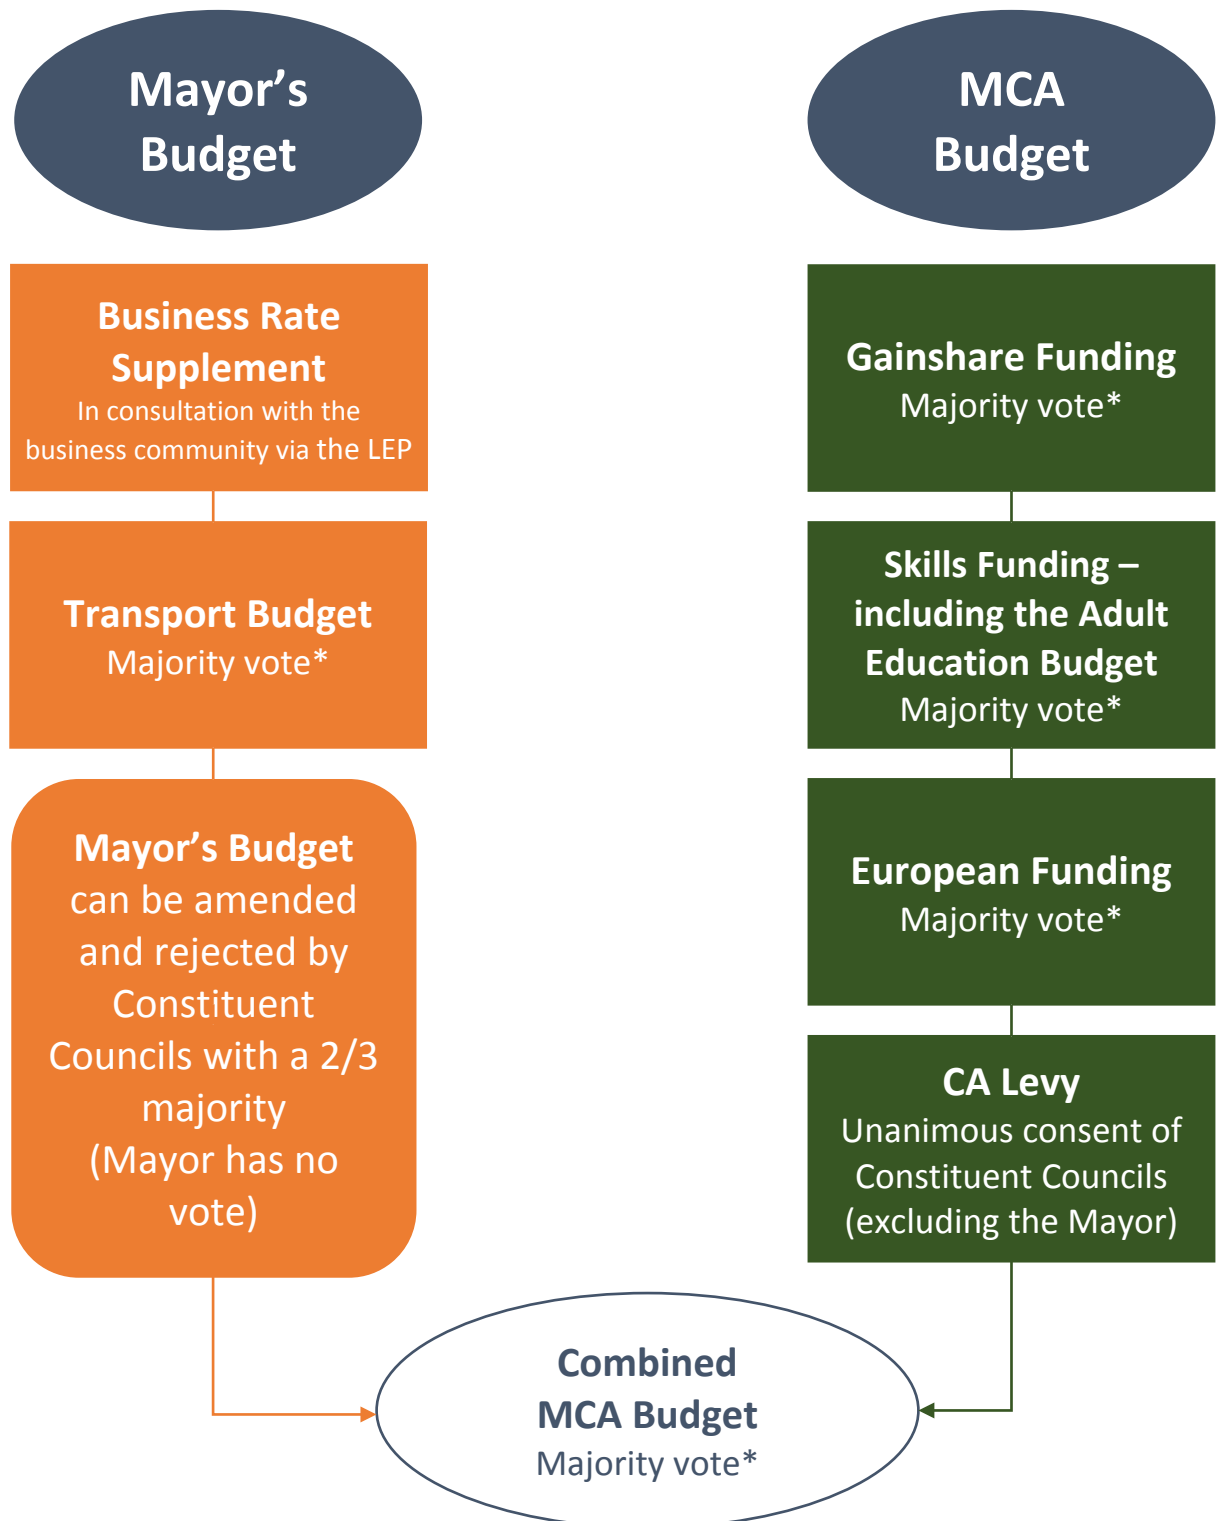 Mayor’s
Budget
Business Rate
Supplement
In consultation with the
business community via the LEP
Transport Budget
Majority vote*
Mayor’s Budget
can be amended
and rejected by
Constituent
Councils with a 2/3
majority
(Mayor has no
vote)
MCA
Budget
Gainshare Funding
Majority vote*
Skills Funding –
including the Adult
Education Budget
Majority vote*
European Funding
Majority vote*
CA Levy
Unanimous consent of
Constituent Councils
(excluding the Mayor)
Combined
MCA Budget
Majority vote*